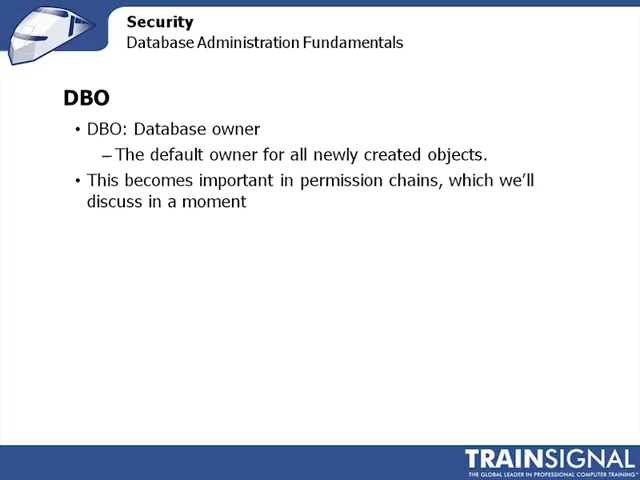 Security
Database Administration Fundamentals
DBO
• DBO: Database owner
– The default owner for all newly created objects.
• This becomes important in permission chains, which we'll
discuss in a moment
TRAINSIGNAL
THE GLOBAL LEADER IN PROFESSIONAL COMPUTER TRAINING™